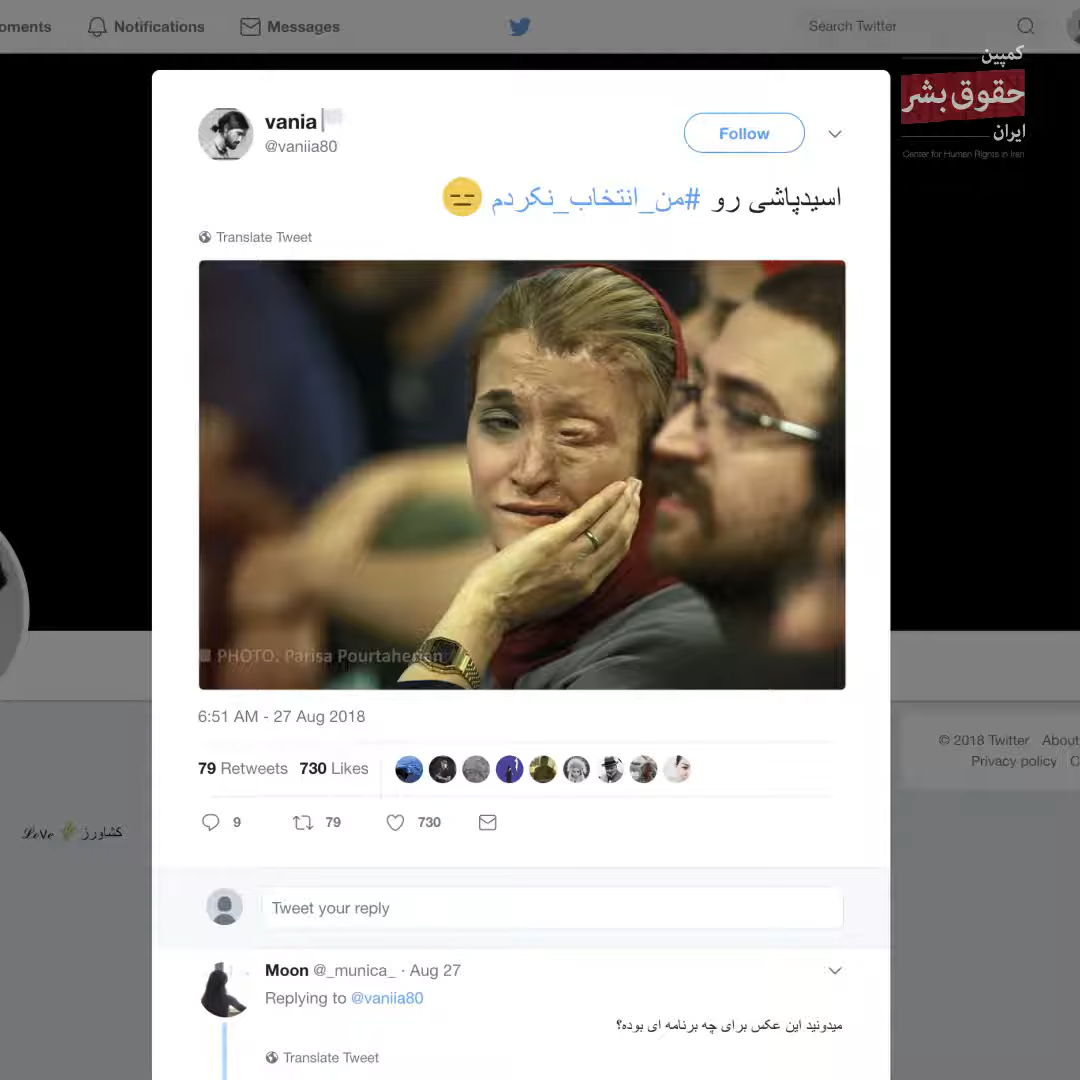 oments
Notifications
Messages
Search Twitter
کمپین
حقوق بشر
ایران
Center for Human Rights in Iran
vania
@vaniia80
Follow
اسیدپاشی رو #من_انتخاب_نکردم 😑
Translate Tweet
PHOTO. Parisa Pourtaherian
6:51 AM - 27 Aug 2018
79 Retweets 730 Likes
9
79
730
© 2018 Twitter About
Privacy policy C
Love 🌾 کشاورز
Tweet your reply
Moon @_munica_ · Aug 27
Replying to @vaniia80
میدونید این عکس برای چه برنامه ای بوده؟
Translate Tweet